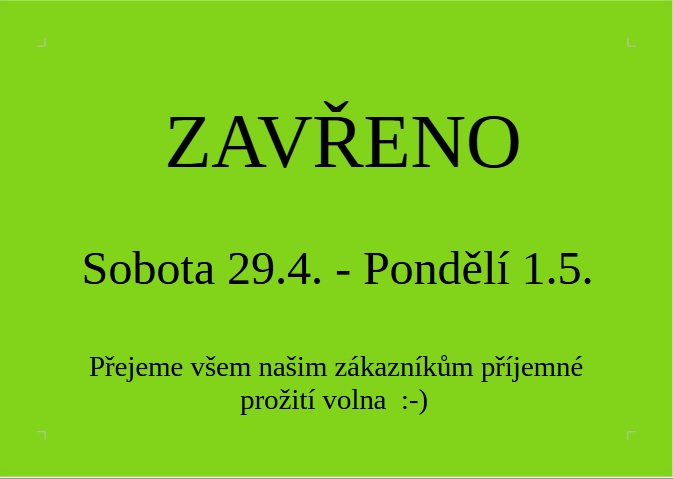 ZAVŘENO
Sobota 29.4. - Pondělí 1.5.
Přejeme všem našim zákazníkům příjemné
prožití volna  :-)